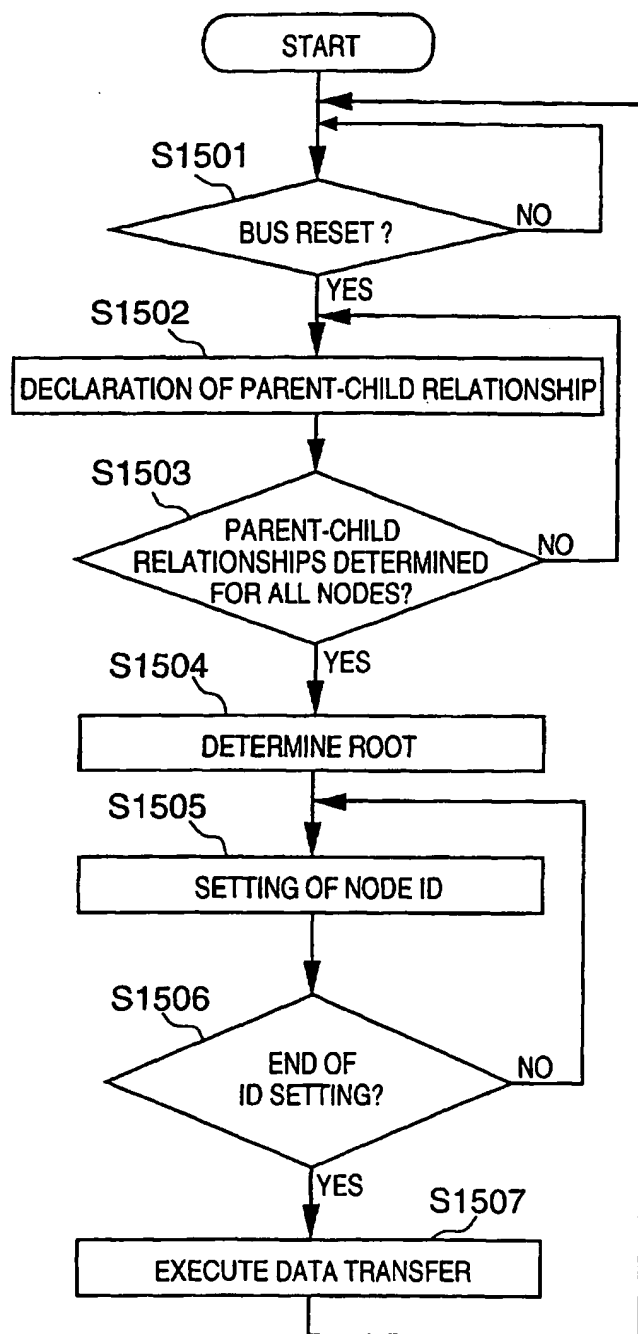 START
S1501
BUS RESET ?
NO
YES
S1502
DECLARATION OF PARENT-CHILD RELATIONSHIP
S1503
PARENT-CHILD
RELATIONSHIPS DETERMINED
FOR ALL NODES?
NO
YES
S1504
DETERMINE ROOT
S1505
SETTING OF NODE ID
S1506
END OF
ID SETTING?
NO
YES
S1507
EXECUTE DATA TRANSFER